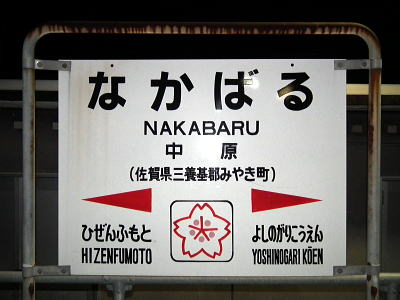 なかばる
NAKABARU
中原
(佐賀県三養基郡みやき町)
ひぜんふもと
HIZENFUMOTO
よしのがりこうえん
YOSHINOGARI KŌEN